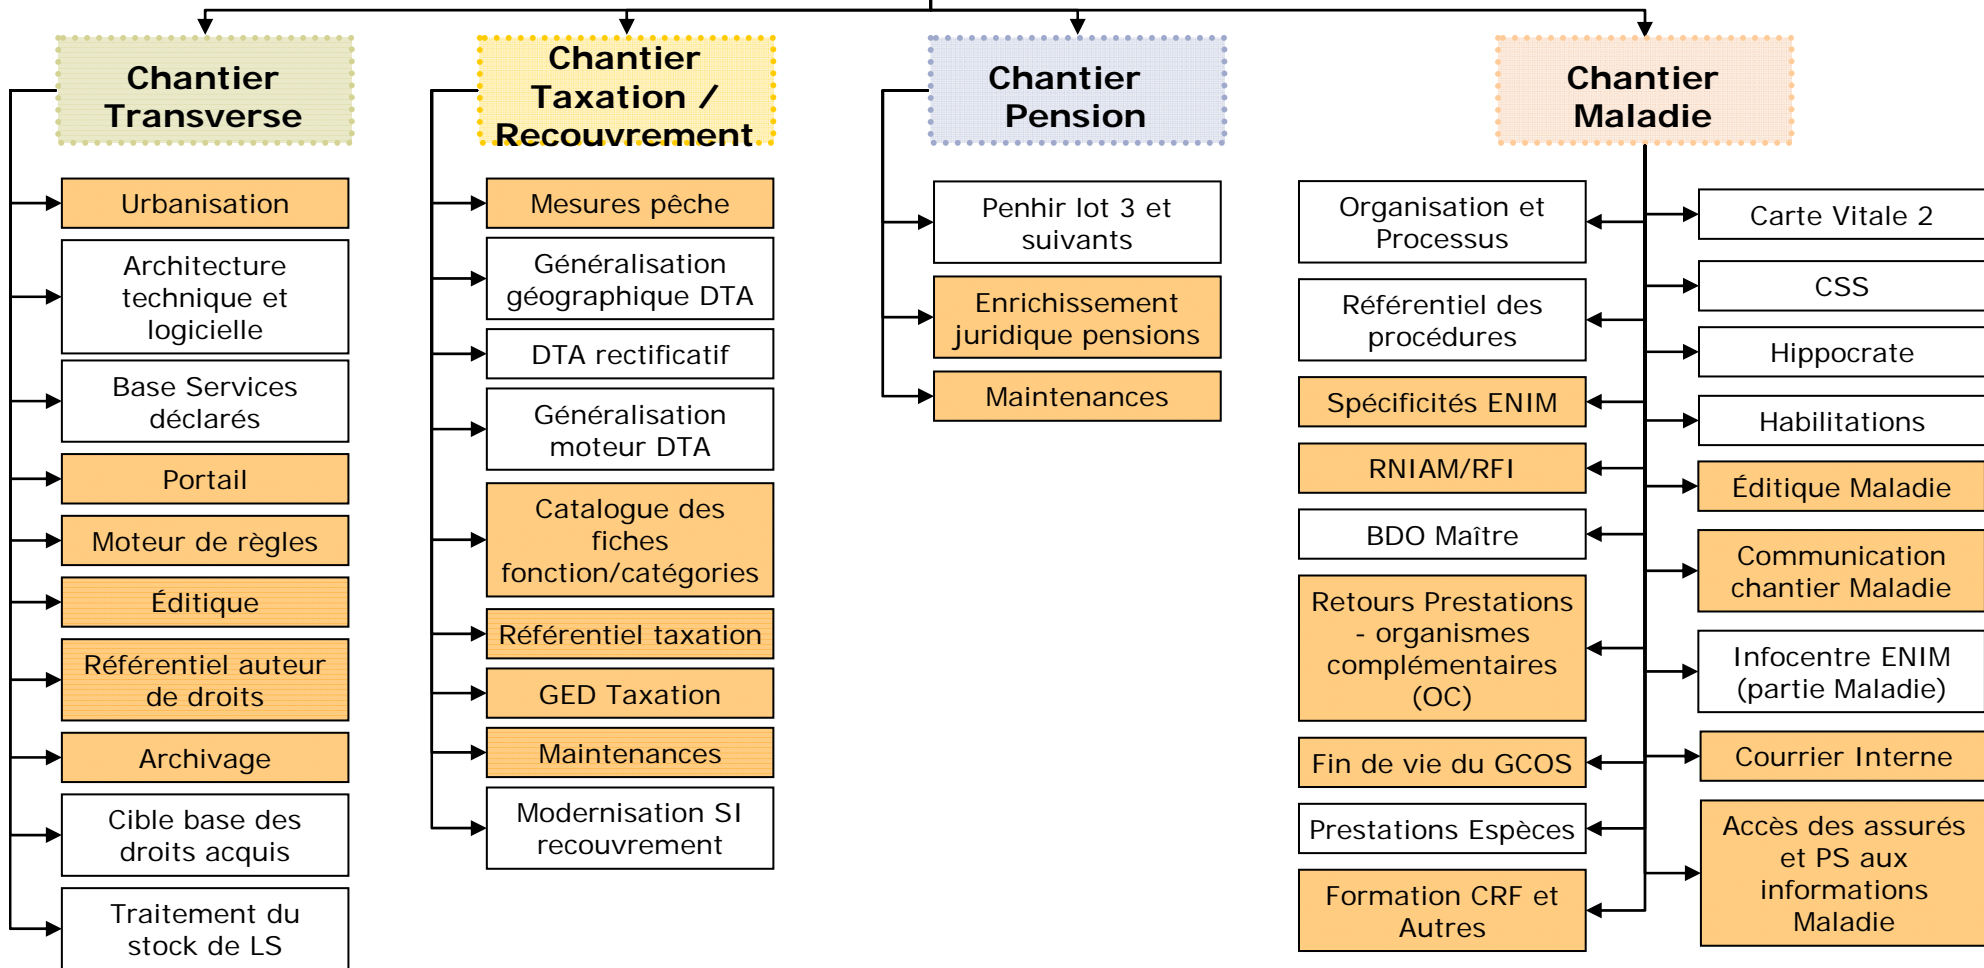 Chantier
Transverse
Urbanisation
Architecture
technique et
logicielle
Base Services
déclarés
Portail
Moteur de règles
Éditique
Référentiel auteur
de droits
Archivage
Cible base des
droits acquis
Traitement du
stock de LS
Chantier
Taxation /
Recouvrement
Mesures pêche
Généralisation
géographique DTA
DTA rectificatif
Généralisation
moteur DTA
Catalogue des
fiches
fonction/catégories
Référentiel taxation
GED Taxation
Maintenances
Modernisation SI
recouvrement
Chantier
Pension
Penhir lot 3 et
suivants
Enrichissement
juridique pensions
Maintenances
Chantier
Maladie
Organisation et
Processus
Référentiel des
procédures
Spécificités ENIM
RNIAM/RFI
BDO Maître
Retours Prestations
- organismes
complémentaires
(OC)
Fin de vie du GCOS
Prestations Espèces
Formation CRF et
Autres
Carte Vitale 2
CSS
Hippocrate
Habilitations
Éditique Maladie
Communication
chantier Maladie
Infocentre ENIM
(partie Maladie)
Courrier Interne
Accès des assurés
et PS aux
informations
Maladie